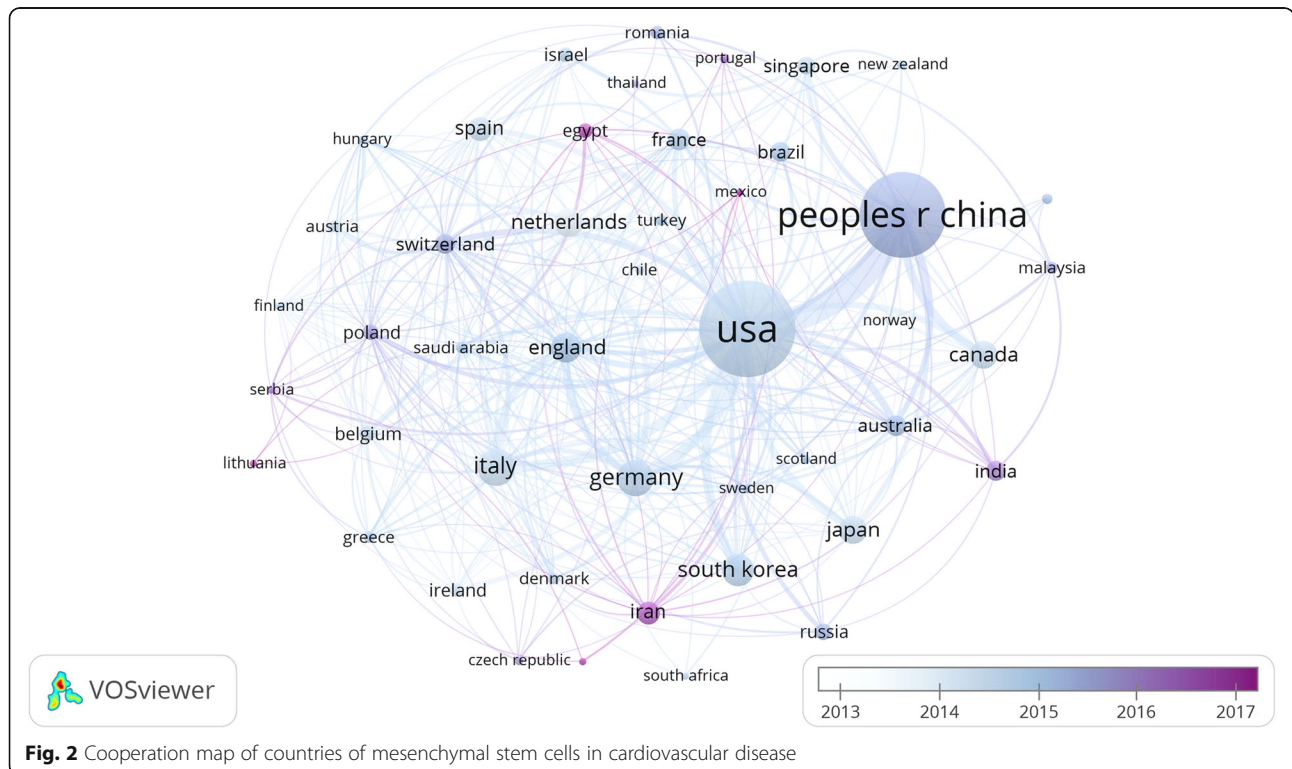 romania
israel
portugal
singapore
new zealand
thailand
hungary
spain
egypt
france
brazil
mexico
peoples r china
austria
netherlands
turkey
switzerland
chile
malaysia
finland
norway
poland
usa
saudi arabia
england
canada
serbia
belgium
australia
lithuania
italy
scotland
india
germany
sweden
greece
japan
south korea
ireland
denmark
iran
russia
czech republic
south africa
VOSviewer
2013 2014 2015 2016 2017
Fig. 2 Cooperation map of countries of mesenchymal stem cells in cardiovascular disease